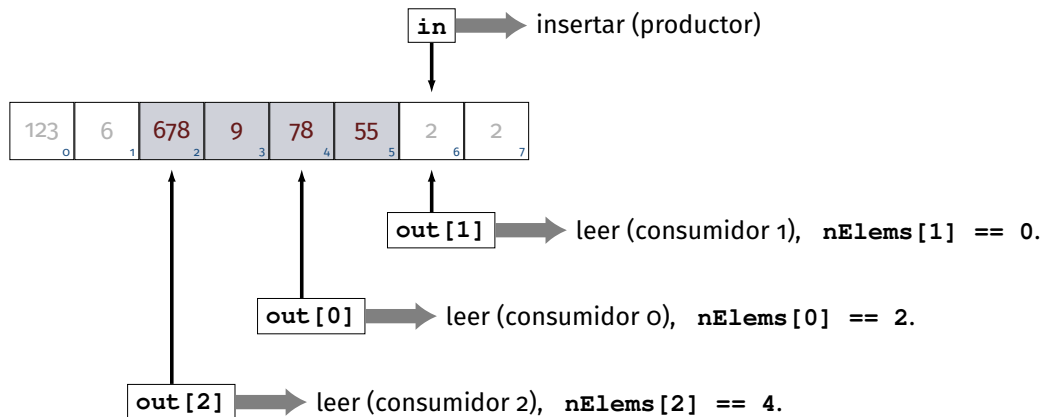 in insertar (productor)
123 6 678 9 78 55 2 2
0 1 2 3 4 5 6 7
out[1] leer (consumidor 1), nElems[1] == 0.
out[0] leer (consumidor 0), nElems[0] == 2.
out[2] leer (consumidor 2), nElems[2] == 4.